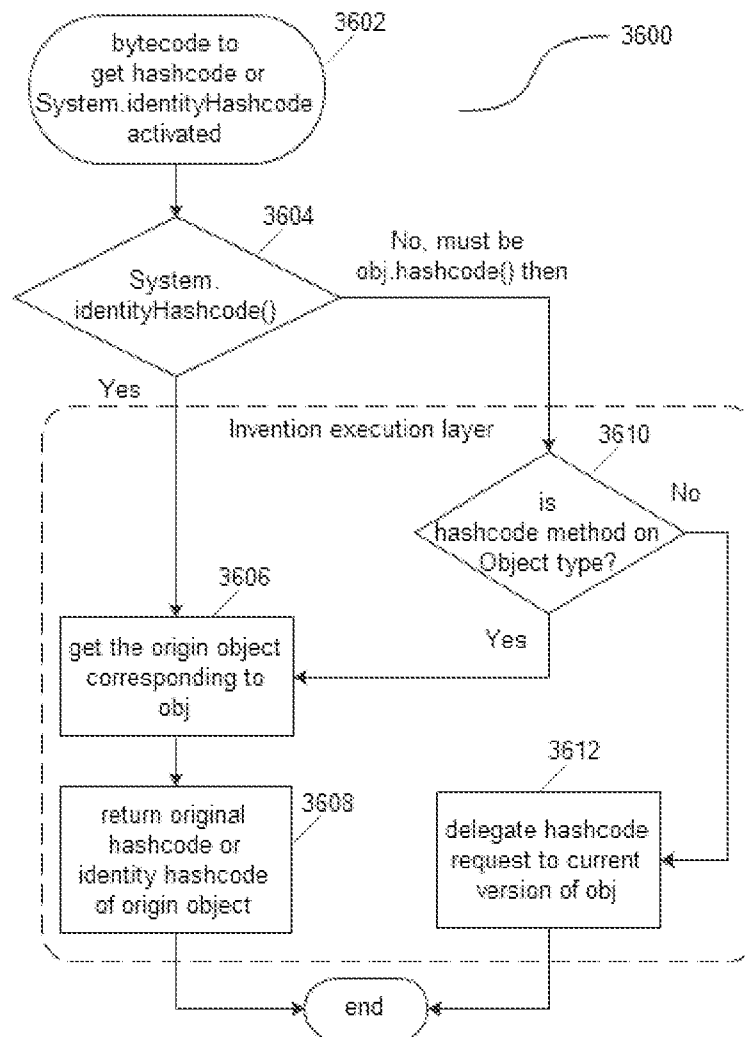 3602
3600
bytecode to
get hashcode or
System.identityHashcode
activated
3604
System.
identityHashcode()
No, must be
obj.hashcode() then
Yes
Invention execution layer
3610
is
hashcode method on
Object type?
No
Yes
3606
get the origin object
corresponding to
obj
3608
return original
hashcode or
identity hashcode
of origin object
3612
delegate hashcode
request to current
version of obj
end